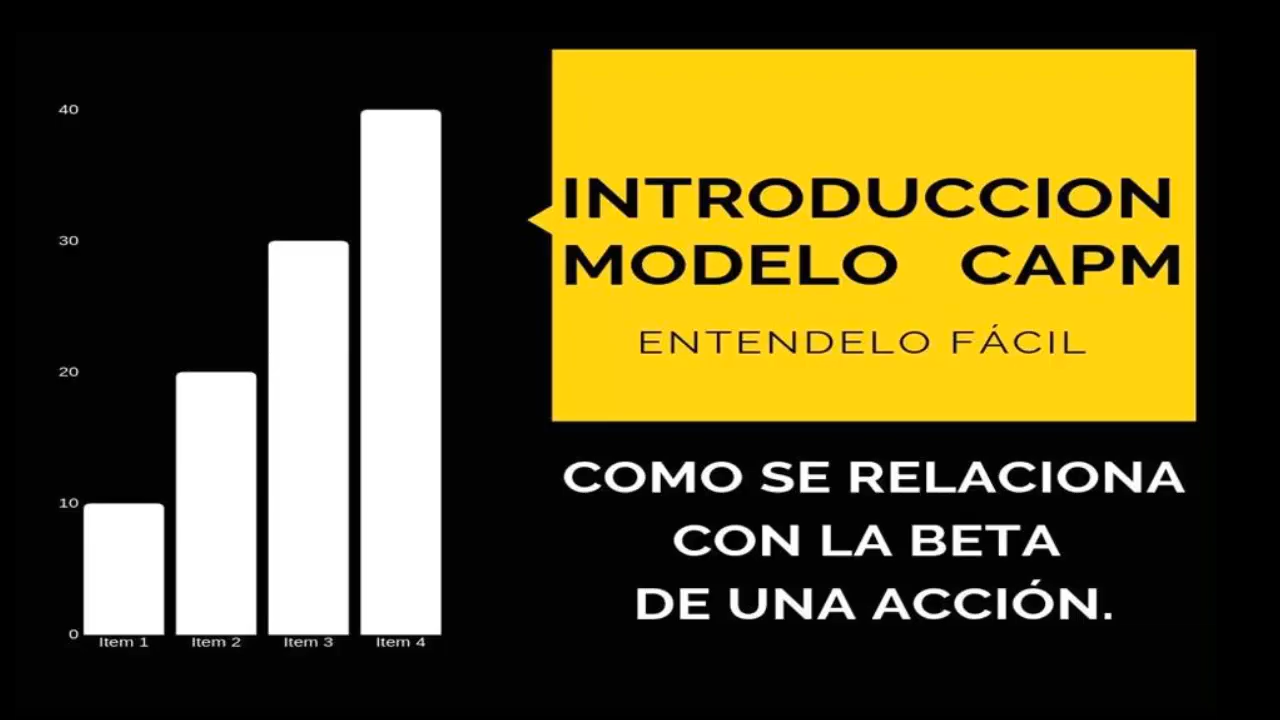 40
30
20
10
0
Item 1
Item 2
Item 3
Item 4
INTRODUCCION
MODELO CAPM
ENTENDELO FÁCIL
COMO SE RELACIONA
CON LA BETA
DE UNA ACCIÓN.